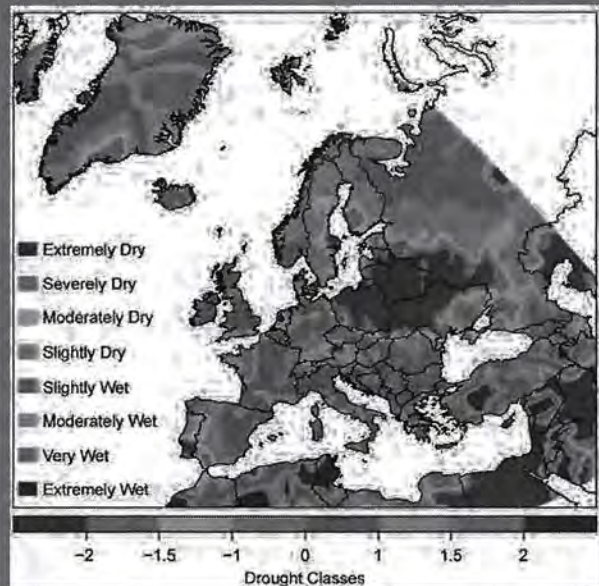 Extremely Dry
Severely Dry
Moderately Dry
Slightly Dry
Slightly Wet
Moderately Wet
Very Wet
Extremely Wet
−2 −1.5 −1 0 1 1.5 2
Drought Classes